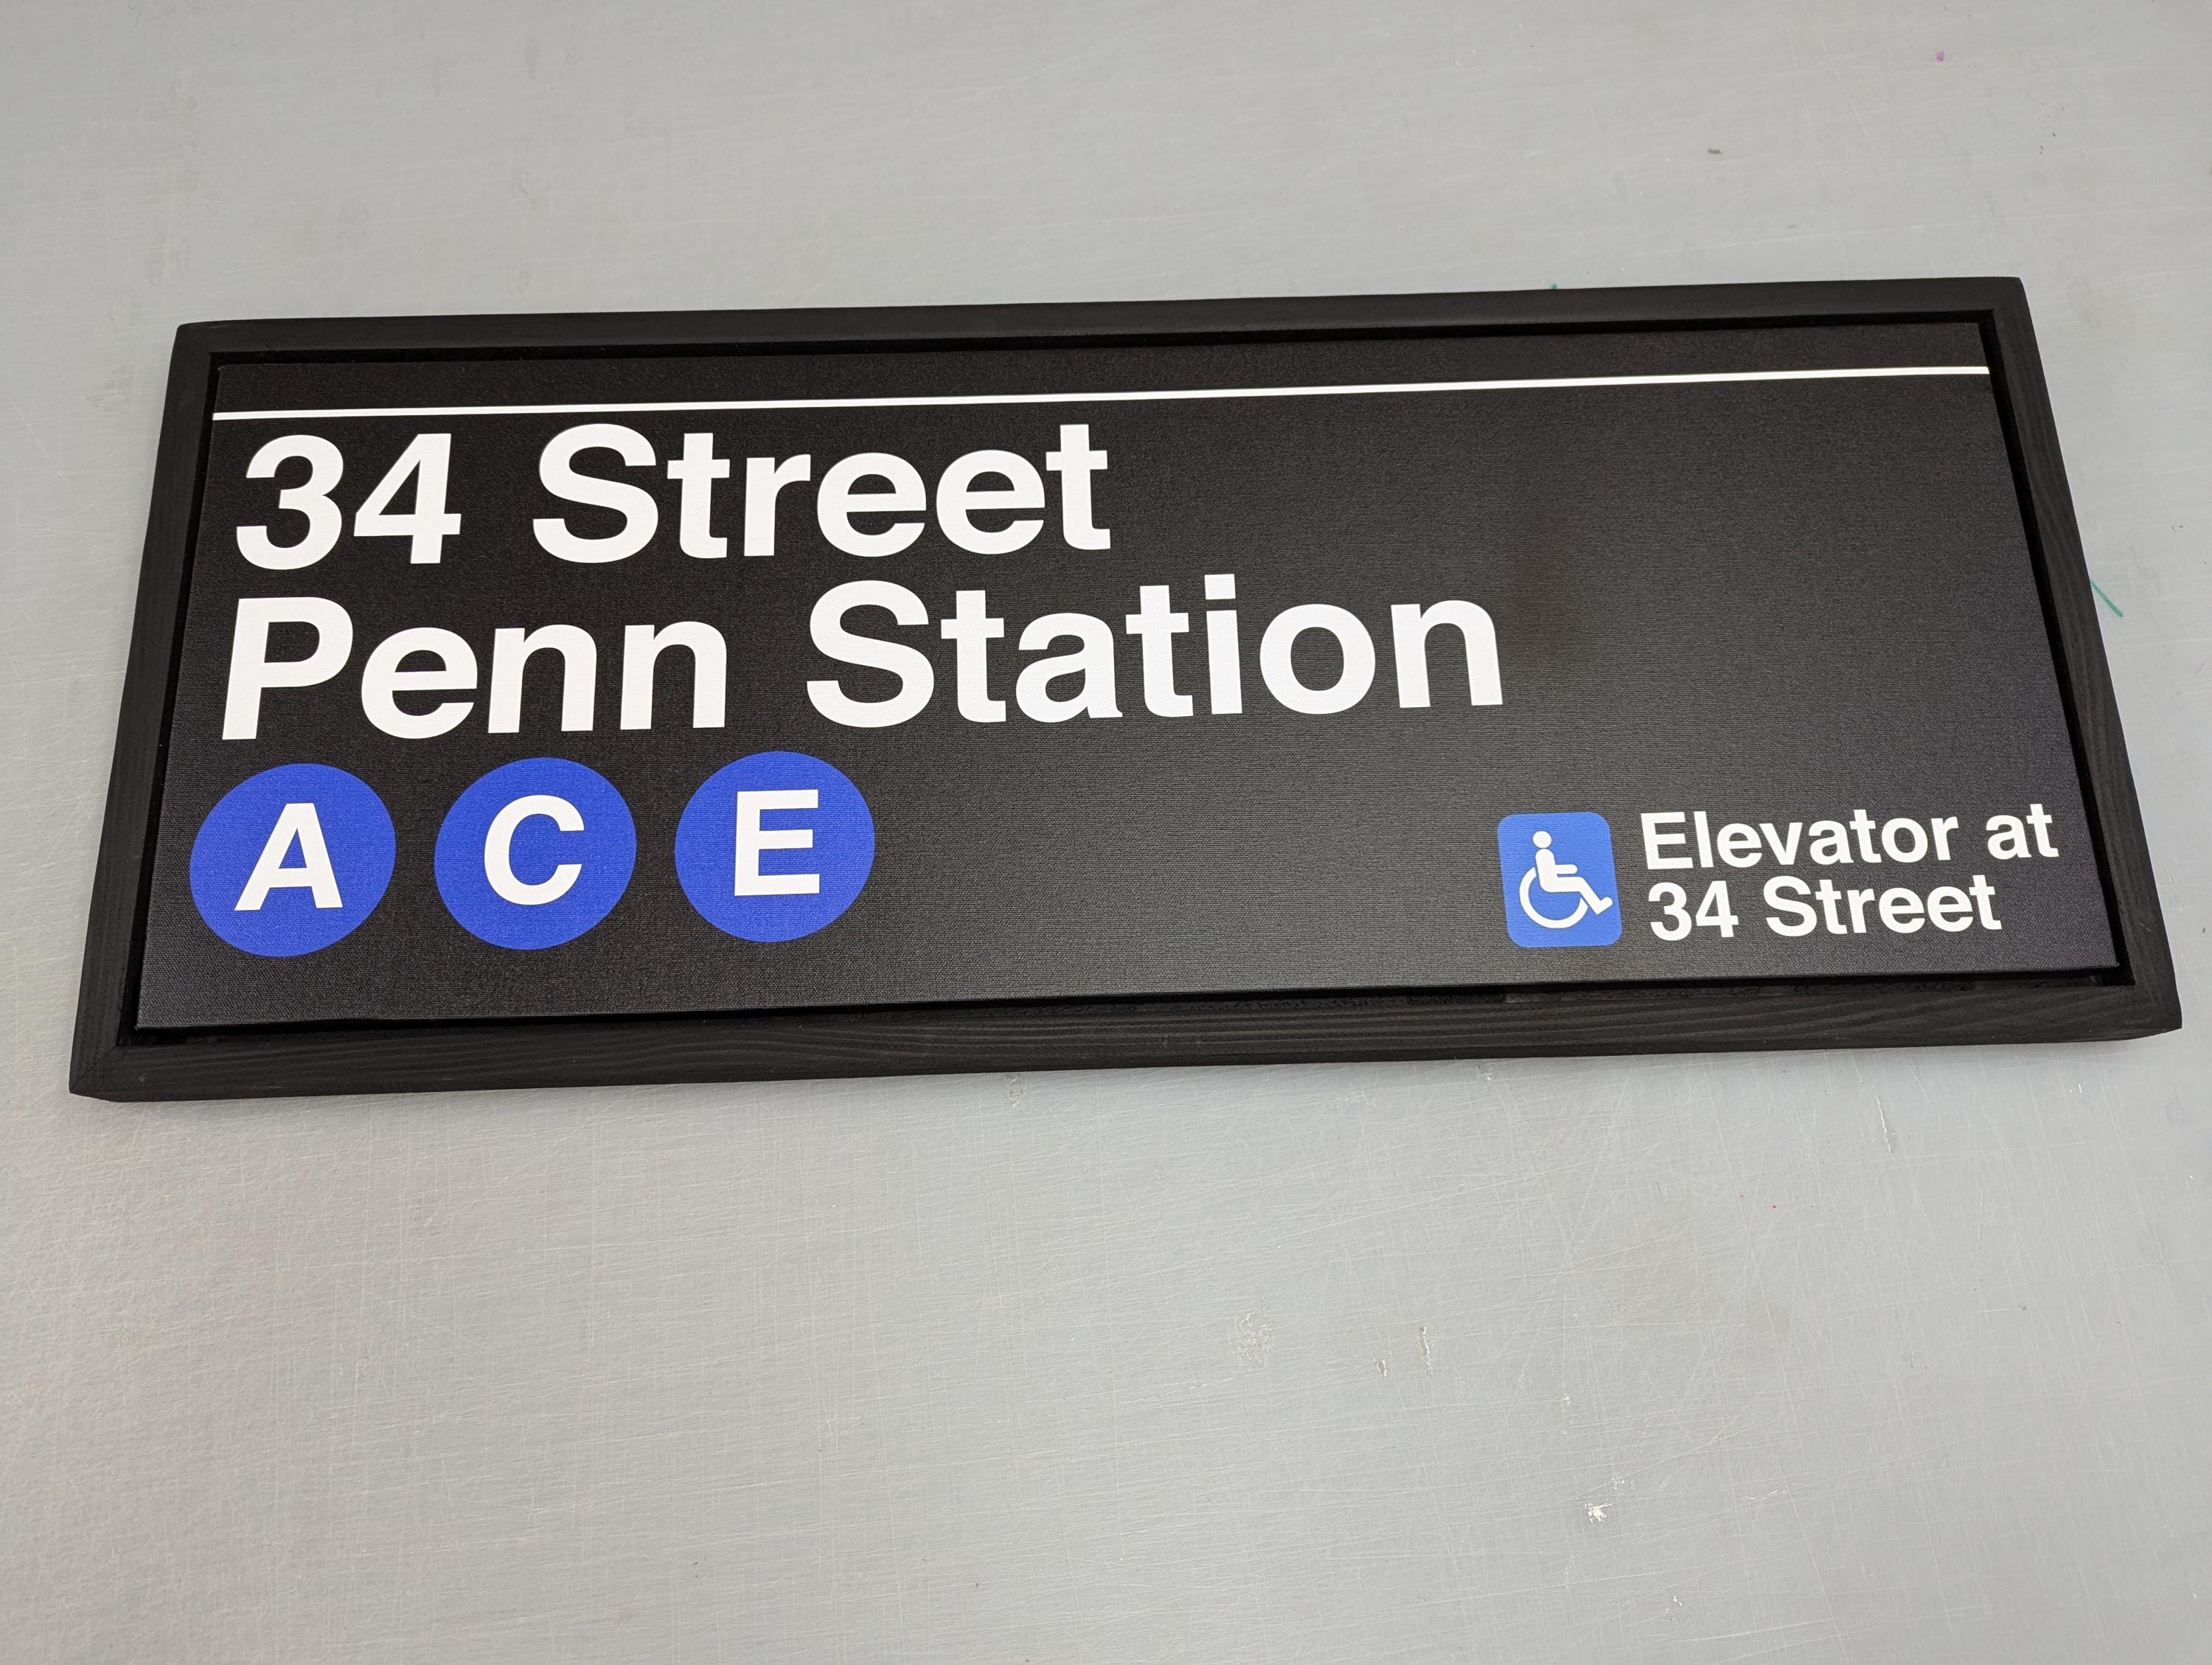 34 Street
Penn Station
A C E
Elevator at
34 Street